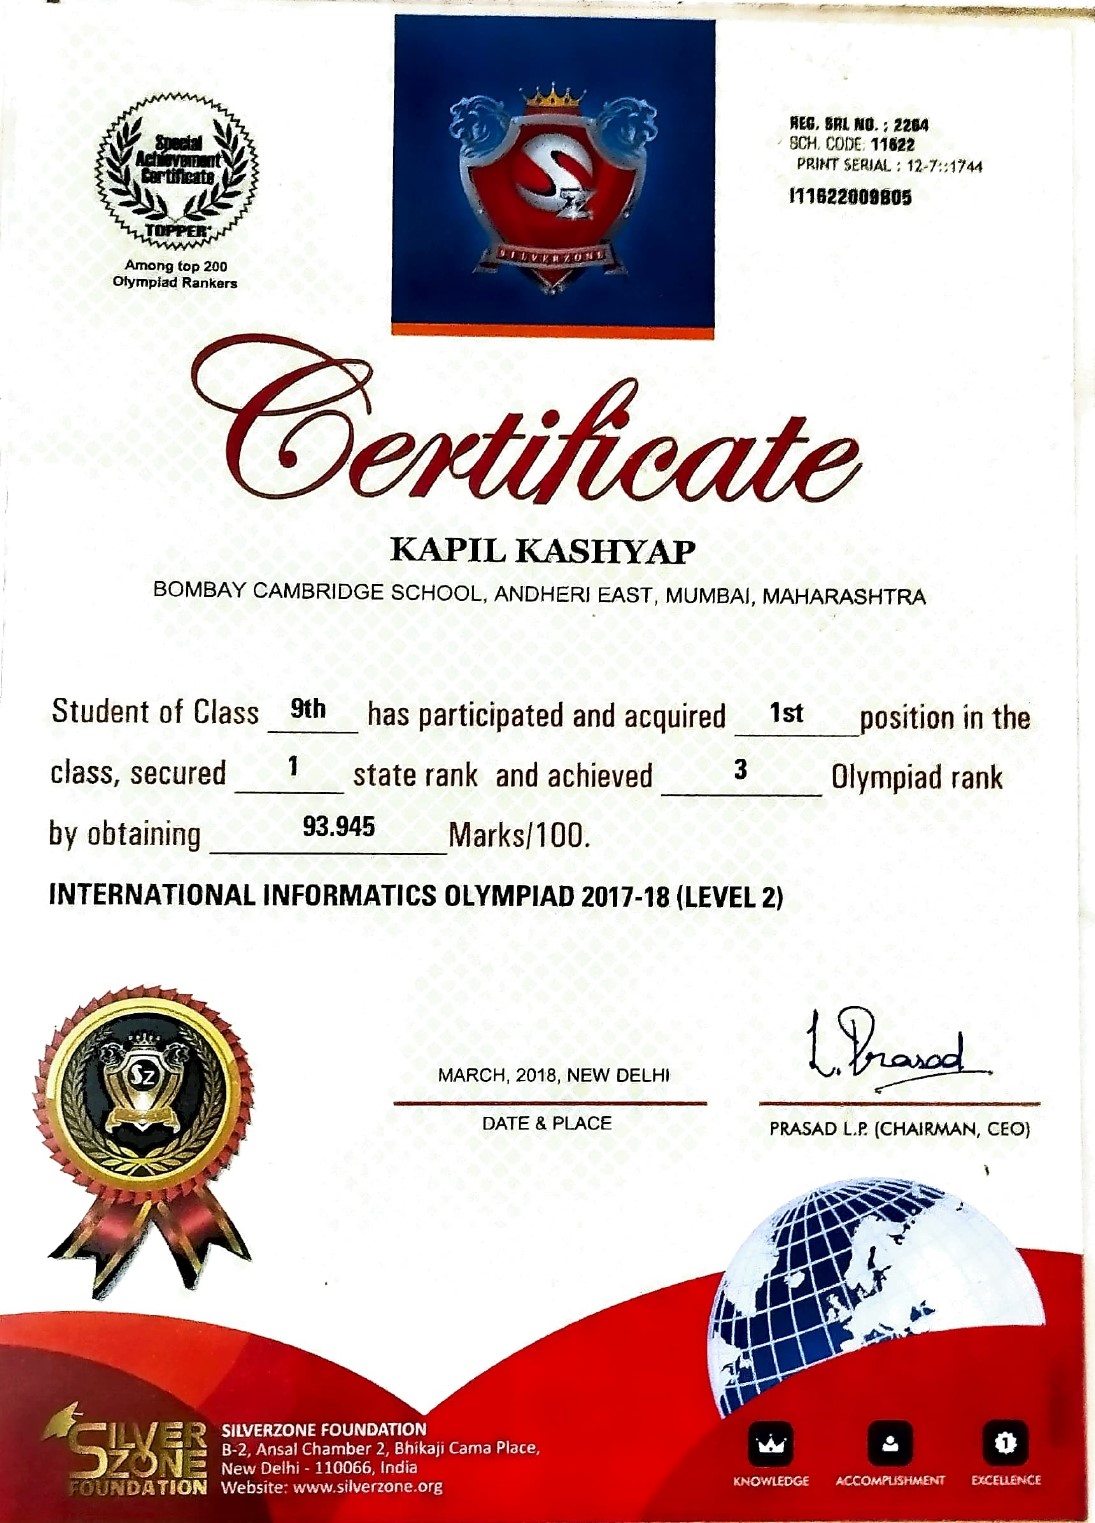 Special
Achievement
Certificate
TOPPER
Among top 200
Olympiad Rankers
SZ
SILVERZONE
REG. SRL NO. : 2264
SCH. CODE: 11622
PRINT SERIAL : 12-7::1744
I11622009805
Certificate
KAPIL KASHYAP
BOMBAY CAMBRIDGE SCHOOL, ANDHERI EAST, MUMBAI, MAHARASHTRA
Student of Class 9th has participated and acquired 1st position in the
class, secured 1 state rank and achieved 3 Olympiad rank
by obtaining 93.945 Marks/100.
INTERNATIONAL INFORMATICS OLYMPIAD 2017-18 (LEVEL 2)
SZ
MARCH, 2018, NEW DELHI
DATE & PLACE
L. Prasad
PRASAD L.P. (CHAIRMAN, CEO)
SILVER
ZONE
FOUNDATION
SILVERZONE FOUNDATION
B-2, Ansal Chamber 2, Bhikaji Cama Place,
New Delhi - 110066, India
Website: www.silverzone.org
KNOWLEDGE
ACCOMPLISHMENT
1
EXCELLENCE